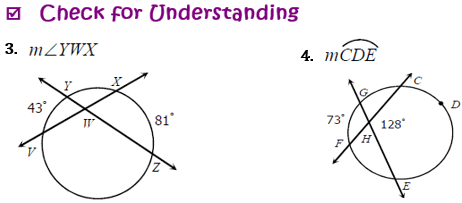 ☑ Check for Understanding
3. m∠YWX
4. mCDE
Y
X
43°
W
81°
V
Z
G
C
D
73°
128°
F
H
E